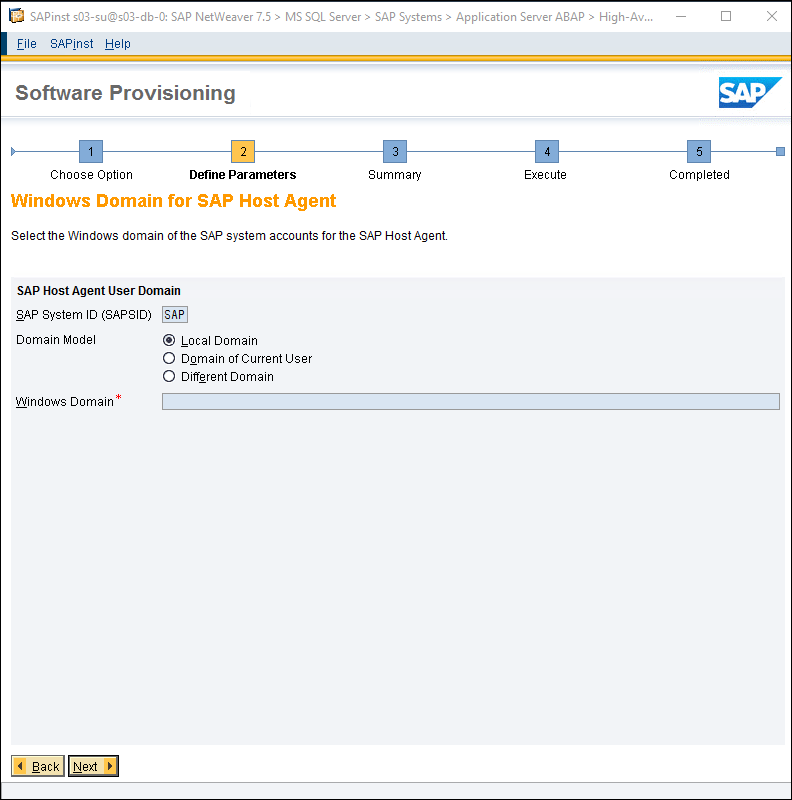 SAPinst s03-su@s03-db-0: SAP NetWeaver 7.5 > MS SQL Server > SAP Systems > Application Server ABAP > High-Av...
File SAPinst Help
Software Provisioning
SAP
1 2 3 4 5
Choose Option Define Parameters Summary Execute Completed
Windows Domain for SAP Host Agent
Select the Windows domain of the SAP system accounts for the SAP Host Agent.
SAP Host Agent User Domain
SAP System ID (SAPSID) SAP
Domain Model Local Domain
Domain of Current User
Different Domain
Windows Domain*
Back Next